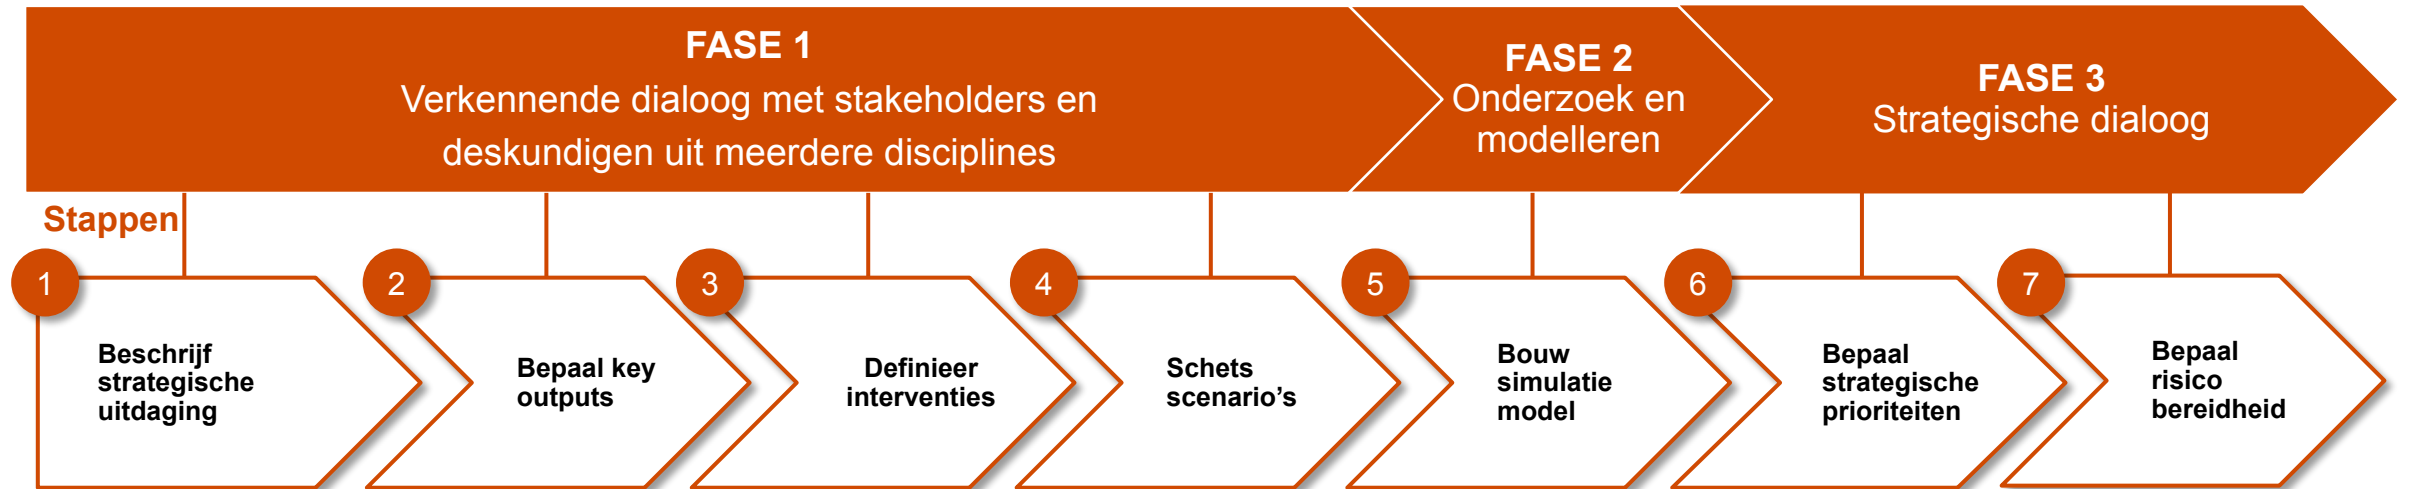 FASE 1
Verkennende dialoog met stakeholders en
deskundigen uit meerdere disciplines
FASE 2
Onderzoek en
modelleren
FASE 3
Strategische dialoog
Stappen
1
Beschrijf
strategische
uitdaging
2
Bepaal key
outputs
3
Definieer
interventies
4
Schets
scenario’s
5
Bouw
simulatie
model
6
Bepaal
strategische
prioriteiten
7
Bepaal
risico
bereidheid